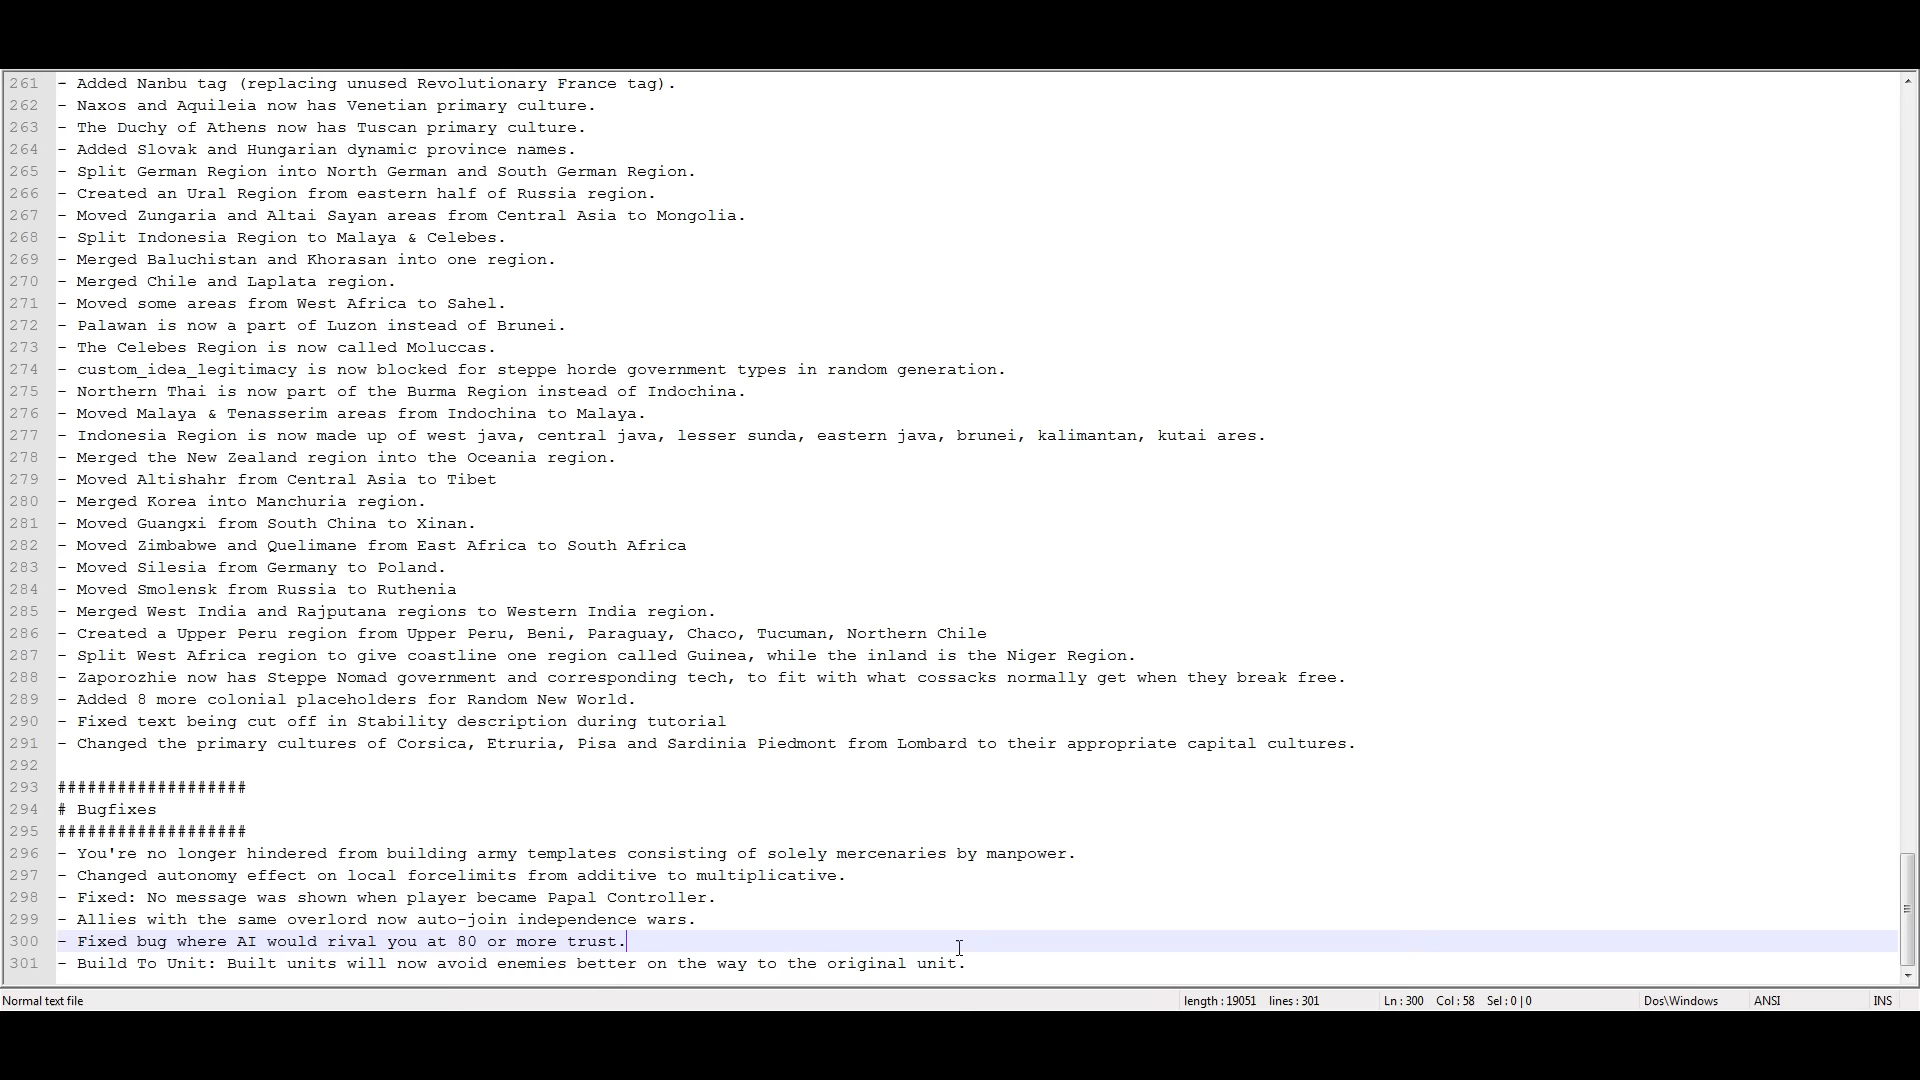 261 - Added Nanbu tag (replacing unused Revolutionary France tag).
262 - Naxos and Aquileia now has Venetian primary culture.
263 - The Duchy of Athens now has Tuscan primary culture.
264 - Added Slovak and Hungarian dynamic province names.
265 - Split German Region into North German and South German Region.
266 - Created an Ural Region from eastern half of Russia region.
267 - Moved Zungaria and Altai Sayan areas from Central Asia to Mongolia.
268 - Split Indonesia Region to Malaya & Celebes.
269 - Merged Baluchistan and Khorasan into one region.
270 - Merged Chile and Laplata region.
271 - Moved some areas from West Africa to Sahel.
272 - Palawan is now a part of Luzon instead of Brunei.
273 - The Celebes Region is now called Moluccas.
274 - custom_idea_legitimacy is now blocked for steppe horde government types in random generation.
275 - Northern Thai is now part of the Burma Region instead of Indochina.
276 - Moved Malaya & Tenasserim areas from Indochina to Malaya.
277 - Indonesia Region is now made up of west java, central java, lesser sunda, eastern java, brunei, kalimantan, kutai ares.
278 - Merged the New Zealand region into the Oceania region.
279 - Moved Altishahr from Central Asia to Tibet
280 - Merged Korea into Manchuria region.
281 - Moved Guangxi from South China to Xinan.
282 - Moved Zimbabwe and Quelimane from East Africa to South Africa
283 - Moved Silesia from Germany to Poland.
284 - Moved Smolensk from Russia to Ruthenia
285 - Merged West India and Rajputana regions to Western India region.
286 - Created a Upper Peru region from Upper Peru, Beni, Paraguay, Chaco, Tucuman, Northern Chile
287 - Split West Africa region to give coastline one region called Guinea, while the inland is the Niger Region.
288 - Zaporozhie now has Steppe Nomad government and corresponding tech, to fit with what cossacks normally get when they break free.
289 - Added 8 more colonial placeholders for Random New World.
290 - Fixed text being cut off in Stability description during tutorial
291 - Changed the primary cultures of Corsica, Etruria, Pisa and Sardinia Piedmont from Lombard to their appropriate capital cultures.
292
293 ###################
294 # Bugfixes
295 ###################
296 - You're no longer hindered from building army templates consisting of solely mercenaries by manpower.
297 - Changed autonomy effect on local forcelimits from additive to multiplicative.
298 - Fixed: No message was shown when player became Papal Controller.
299 - Allies with the same overlord now auto-join independence wars.
300 - Fixed bug where AI would rival you at 80 or more trust.
301 - Build To Unit: Built units will now avoid enemies better on the way to the original unit.
Normal text file length : 19051 lines : 301 Ln : 300 Col : 58 Sel : 0 | 0 Dos\Windows ANSI INS